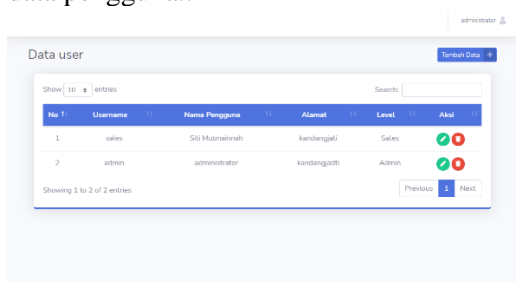 administrator
Data user
Tambah Data +
Show 10 entries
Search:
No Username Nama Pengguna Alamat Level Aksi
1 sales Siti Mutmainnah kandangjati Sales
2 admin administrator kandangjadti Admin
Showing 1 to 2 of 2 entries
Previous 1 Next